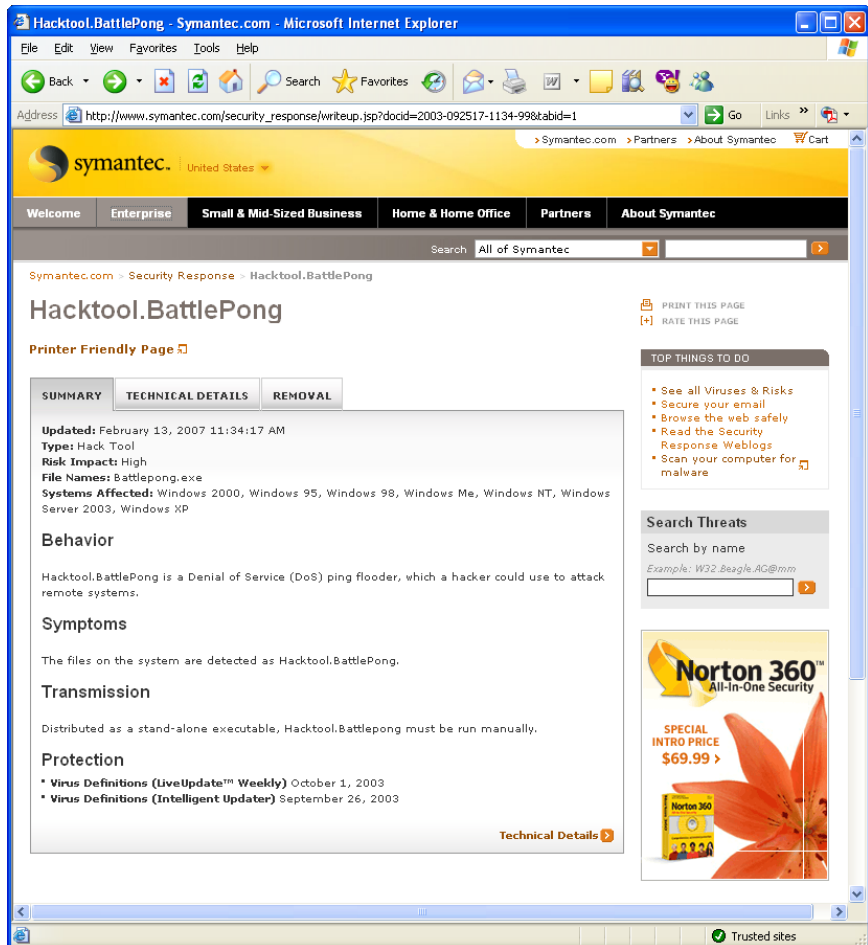 Hacktool.BattlePong - Symantec.com - Microsoft Internet Explorer
File Edit View Favorites Tools Help
Back Search Favorites
Address http://www.symantec.com/security_response/writeup.jsp?docid=2003-092517-1134-99&tabid=1 Go Links »
>Symantec.com >Partners >About Symantec Cart
symantec. United States
Welcome Enterprise Small & Mid-Sized Business Home & Home Office Partners About Symantec
Search All of Symantec
Symantec.com > Security Response > Hacktool.BattlePong
Hacktool.BattlePong
Printer Friendly Page
PRINT THIS PAGE
[+] RATE THIS PAGE
SUMMARY TECHNICAL DETAILS REMOVAL
Updated: February 13, 2007 11:34:17 AM
Type: Hack Tool
Risk Impact: High
File Names: Battlepong.exe
Systems Affected: Windows 2000, Windows 95, Windows 98, Windows Me, Windows NT, Windows
Server 2003, Windows XP
Behavior
Hacktool.BattlePong is a Denial of Service (DoS) ping flooder, which a hacker could use to attack
remote systems.
Symptoms
The files on the system are detected as Hacktool.BattlePong.
Transmission
Distributed as a stand-alone executable, Hacktool.Battlepong must be run manually.
Protection
Virus Definitions (LiveUpdate™ Weekly) October 1, 2003
Virus Definitions (Intelligent Updater) September 26, 2003
Technical Details
TOP THINGS TO DO
See all Viruses & Risks
Secure your email
Browse the web safely
Read the Security
Response Weblogs
Scan your computer for
malware
Search Threats
Search by name
Example: W32.Beagle.AG@mm
Norton 360™
All-In-One Security
SPECIAL
INTRO PRICE
$69.99 >
Norton 360
Trusted sites